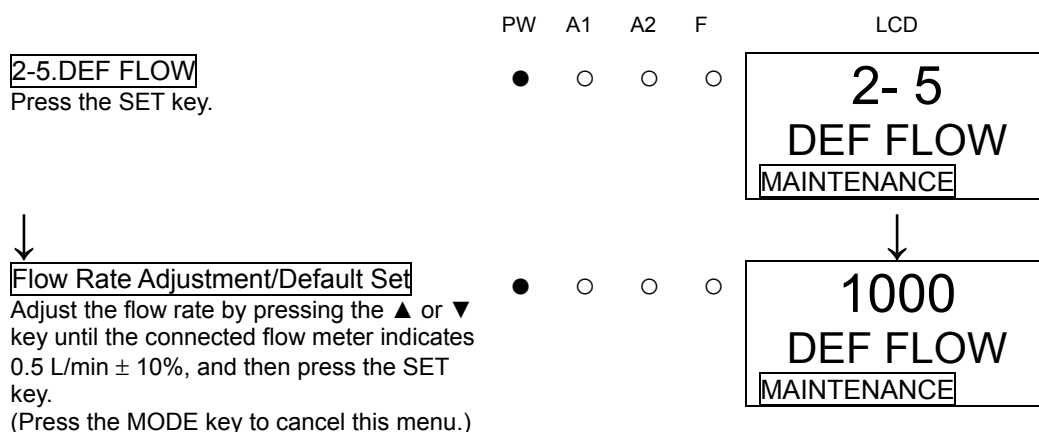 PW A1 A2 F LCD
2-5.DEF FLOW
Press the SET key.
● ○ ○ ○
2- 5
DEF FLOW
MAINTENANCE
↓ ↓
Flow Rate Adjustment/Default Set
Adjust the flow rate by pressing the ▲ or ▼
key until the connected flow meter indicates
0.5 L/min ± 10%, and then press the SET
key.
(Press the MODE key to cancel this menu.)
● ○ ○ ○
1000
DEF FLOW
MAINTENANCE